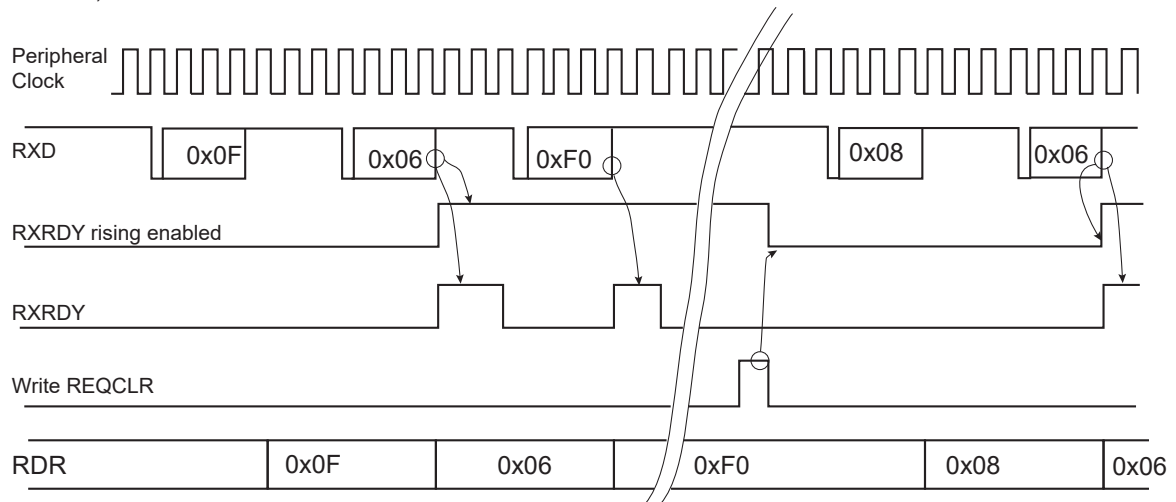 Peripheral
Clock
RXD
0x0F
0x06
0xF0
0x08
0x06
RXRDY rising enabled
RXRDY
Write REQCLR
RDR
0x0F
0x06
0xF0
0x08
0x06